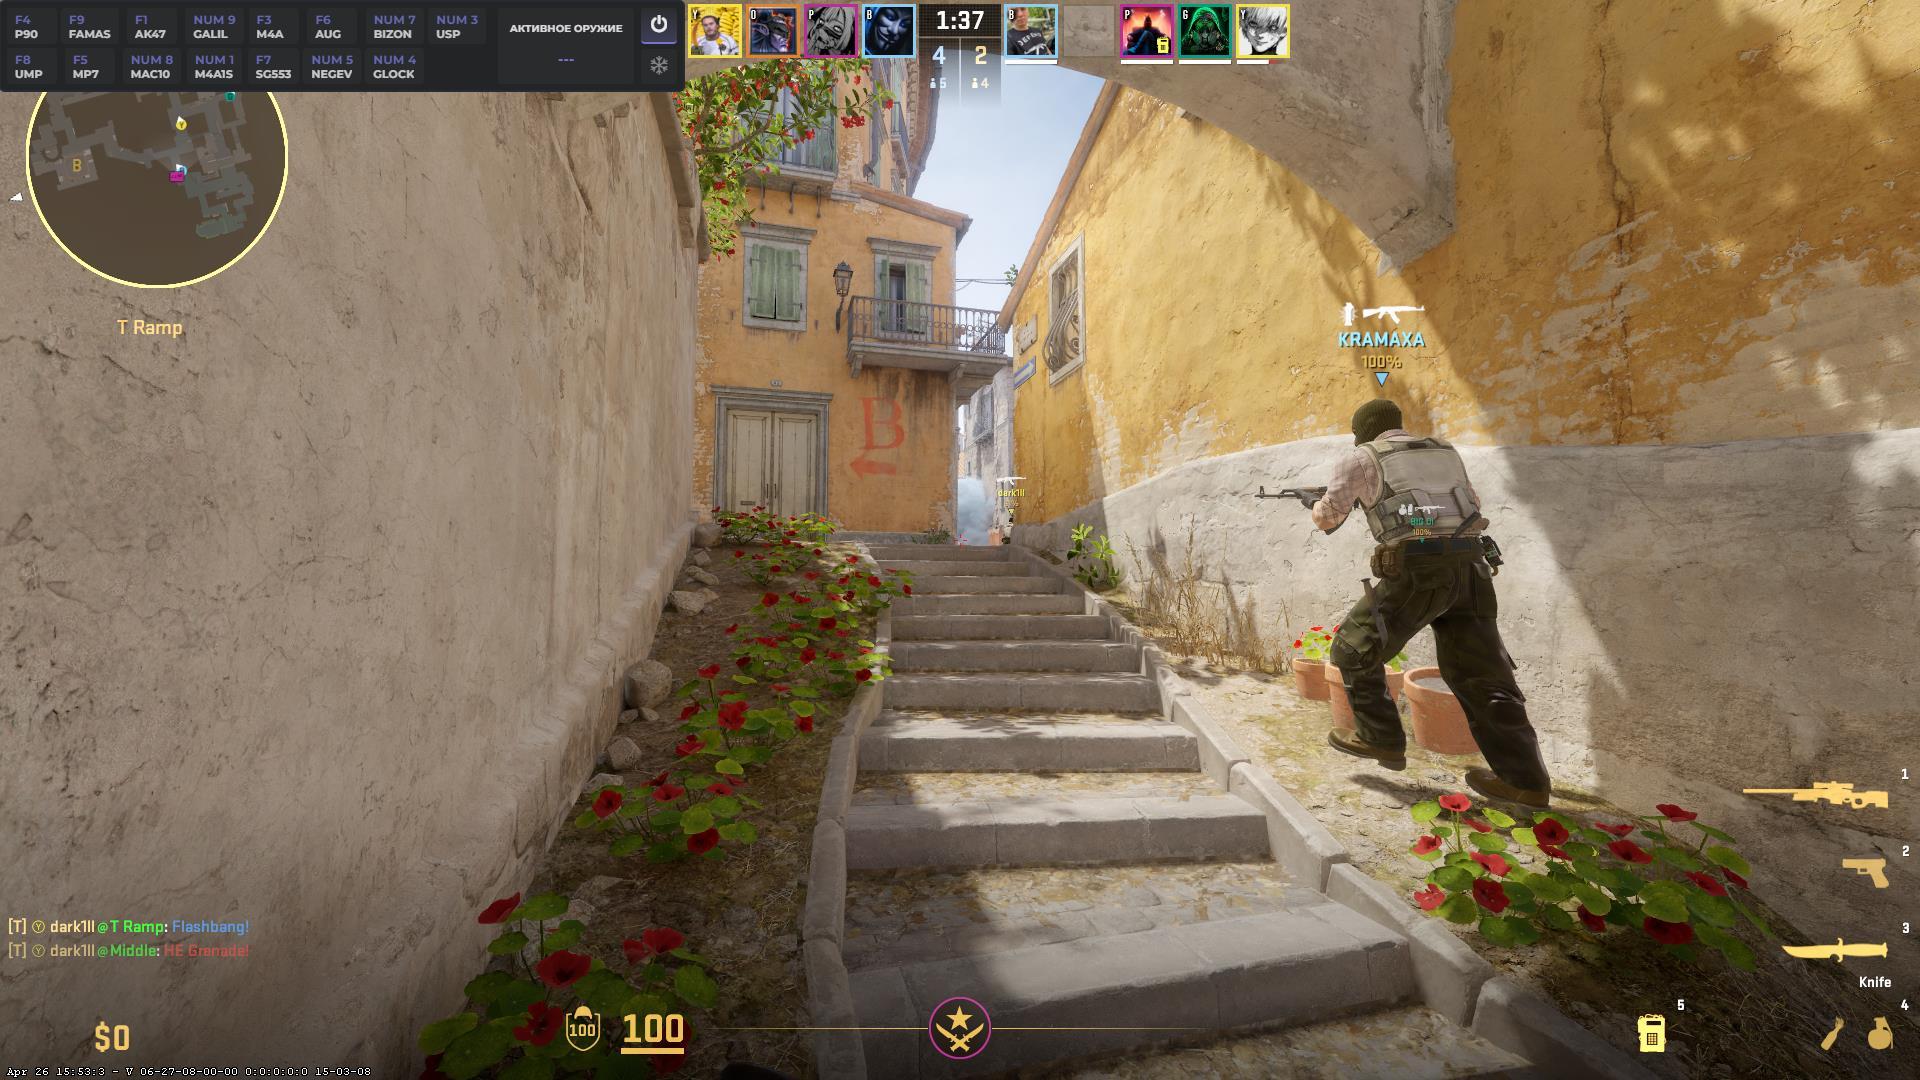 F4 F9 F1 NUM 9 F3 F6 NUM 7 NUM 3
P90 FAMAS AK47 GALIL M4A AUG BIZON USP
АКТИВНОЕ ОРУЖИЕ
---
F8 F5 NUM 8 NUM 1 F7 NUM 5 NUM 4
UMP MP7 MAC10 M4A1S SG553 NEGEV GLOCK
Y O P B 1:37 B P G Y
4 2
5 4
B
T Ramp
KRAMAXA
100%
B
dark1ll
100%
1
2
3
Knife
[T] Y dark1ll@T Ramp: Flashbang!
[T] Y dark1ll@Middle: HE Grenade!
5 4
$0
100 100
Apr 26 15:53:3 - V 06-27-08-00-00 0:0:0:0:0 15-03-08